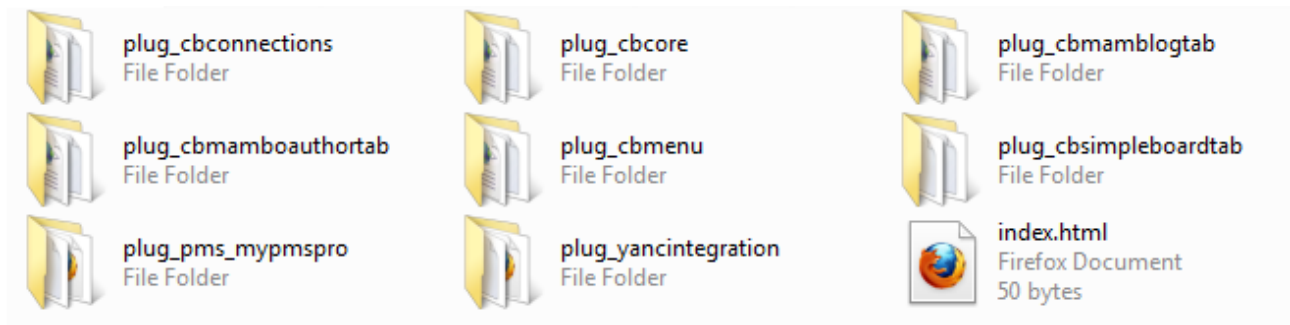 plug_cbconnections
File Folder
plug_cbcore
File Folder
plug_cbmamblogtab
File Folder
plug_cbmamboauthortab
File Folder
plug_cbmenu
File Folder
plug_cbsimpleboardtab
File Folder
plug_pms_mypmspro
File Folder
plug_yancintegration
File Folder
index.html
Firefox Document
50 bytes